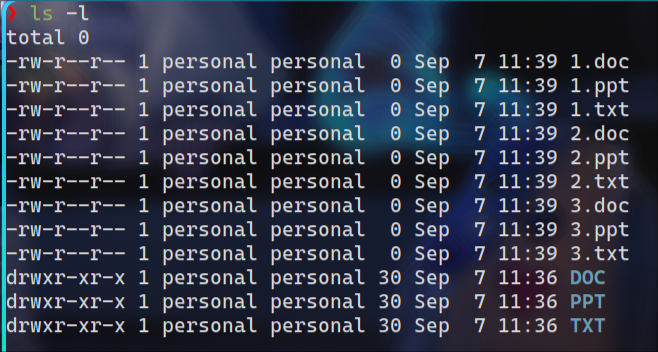 ❯ ls -l
total 0
-rw-r--r-- 1 personal personal  0 Sep  7 11:39 1.doc
-rw-r--r-- 1 personal personal  0 Sep  7 11:39 1.ppt
-rw-r--r-- 1 personal personal  0 Sep  7 11:39 1.txt
-rw-r--r-- 1 personal personal  0 Sep  7 11:39 2.doc
-rw-r--r-- 1 personal personal  0 Sep  7 11:39 2.ppt
-rw-r--r-- 1 personal personal  0 Sep  7 11:39 2.txt
-rw-r--r-- 1 personal personal  0 Sep  7 11:39 3.doc
-rw-r--r-- 1 personal personal  0 Sep  7 11:39 3.ppt
-rw-r--r-- 1 personal personal  0 Sep  7 11:39 3.txt
drwxr-xr-x 1 personal personal 30 Sep  7 11:36 DOC
drwxr-xr-x 1 personal personal 30 Sep  7 11:36 PPT
drwxr-xr-x 1 personal personal 30 Sep  7 11:36 TXT